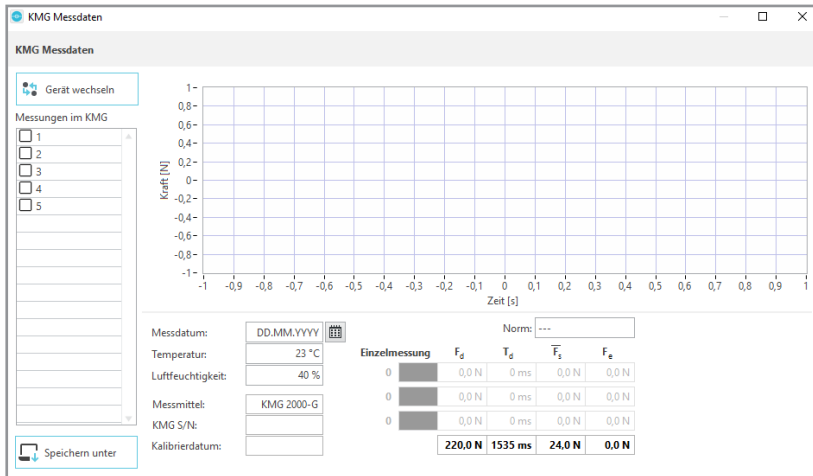 KMG Messdaten
KMG Messdaten
Gerät wechseln
Messungen im KMG
1
2
3
4
5
Speichern unter
Kraft [N]
1
0,8
0,6
0,4
0,2
0
-0,2
-0,4
-0,6
-0,8
-1
-1 -0,9 -0,8 -0,7 -0,6 -0,5 -0,4 -0,3 -0,2 -0,1 0 0,1 0,2 0,3 0,4 0,5 0,6 0,7 0,8 0,9 1
Zeit [s]
Messdatum: DD.MM.YYYY
Temperatur: 23 °C
Luftfeuchtigkeit: 40 %
Messmittel: KMG 2000-G
KMG S/N:
Kalibrierdatum:
Norm: ---
Einzelmessung Fd Td Fs Fe
0 0,0 N 0 ms 0,0 N 0,0 N
0 0,0 N 0 ms 0,0 N 0,0 N
0 0,0 N 0 ms 0,0 N 0,0 N
220,0 N 1535 ms 24,0 N 0,0 N